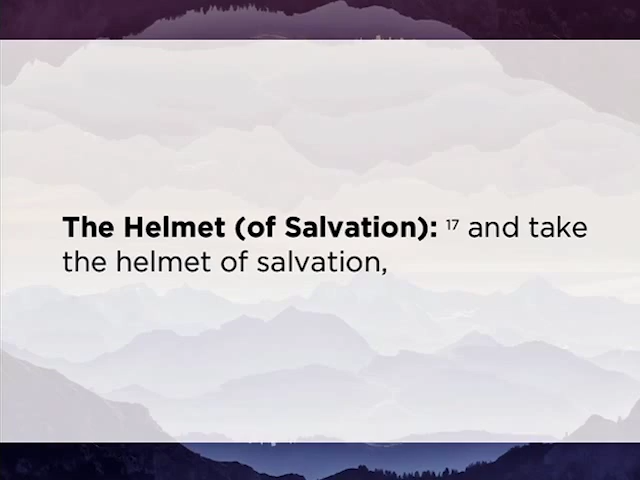 The Helmet (of Salvation): 17 and take
the helmet of salvation,